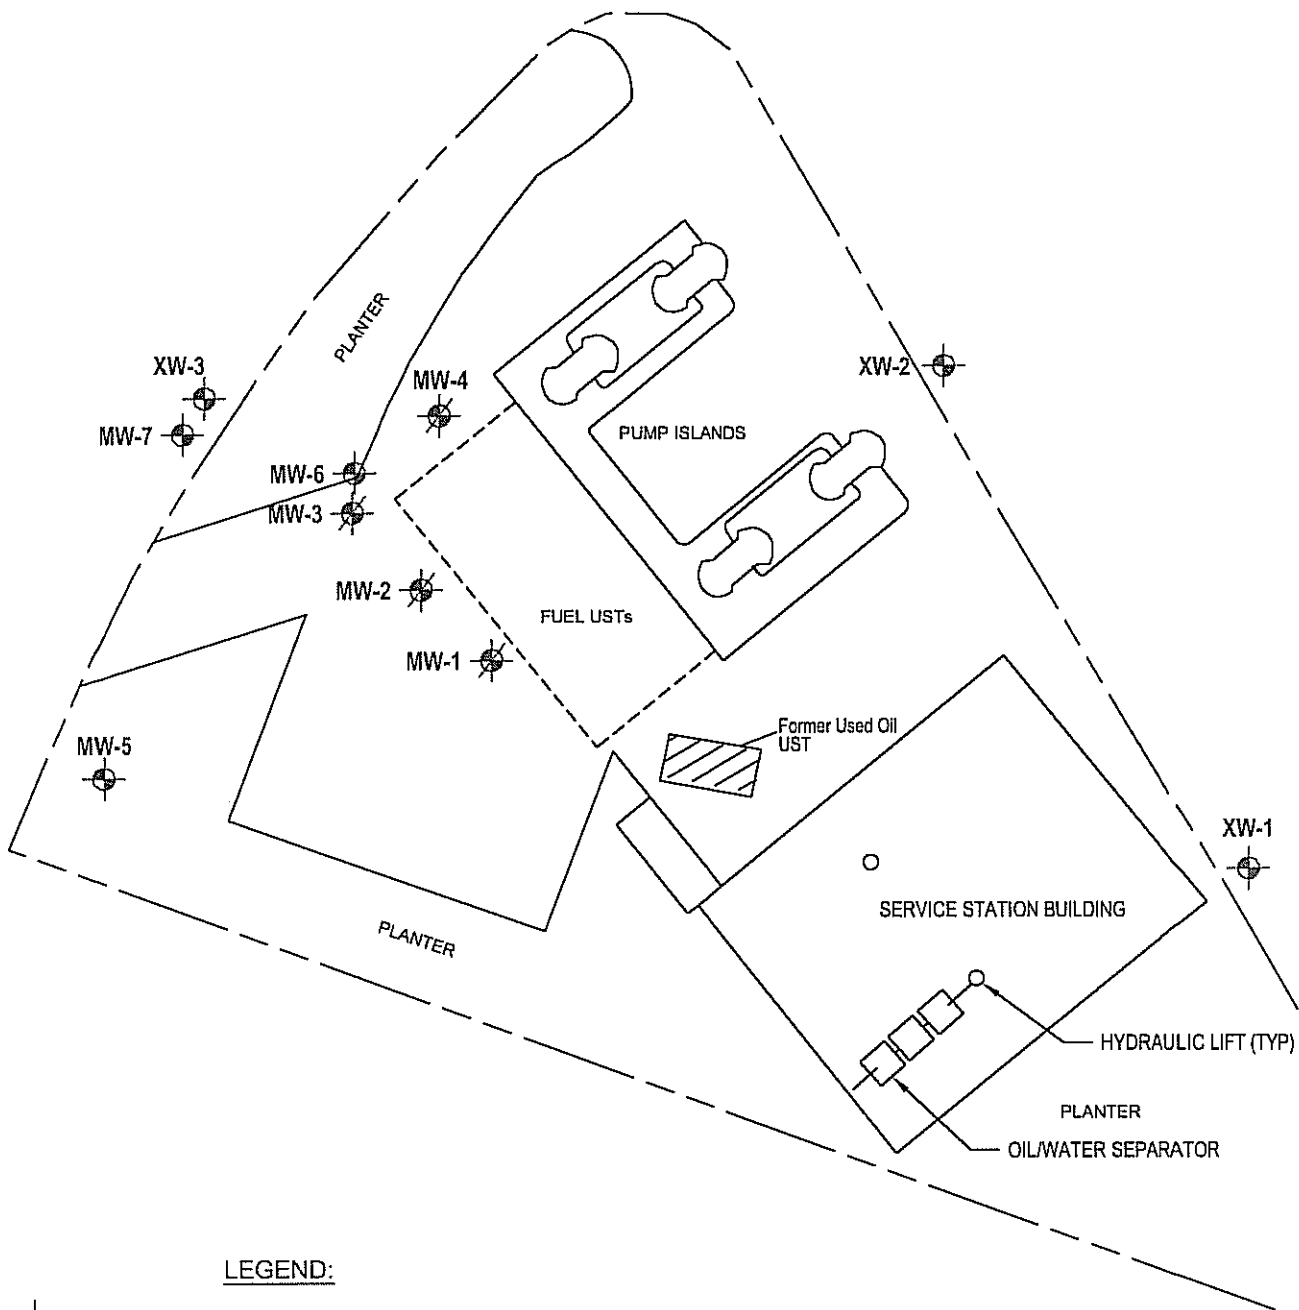 PLANTER
XW-3
MW-4
XW-2
MW-7
PUMP ISLANDS
MW-6
MW-3
MW-2
FUEL USTs
MW-1
Former Used Oil
UST
MW-5
XW-1
SERVICE STATION BUILDING
PLANTER
HYDRAULIC LIFT (TYP)
PLANTER
OIL/WATER SEPARATOR
LEGEND: